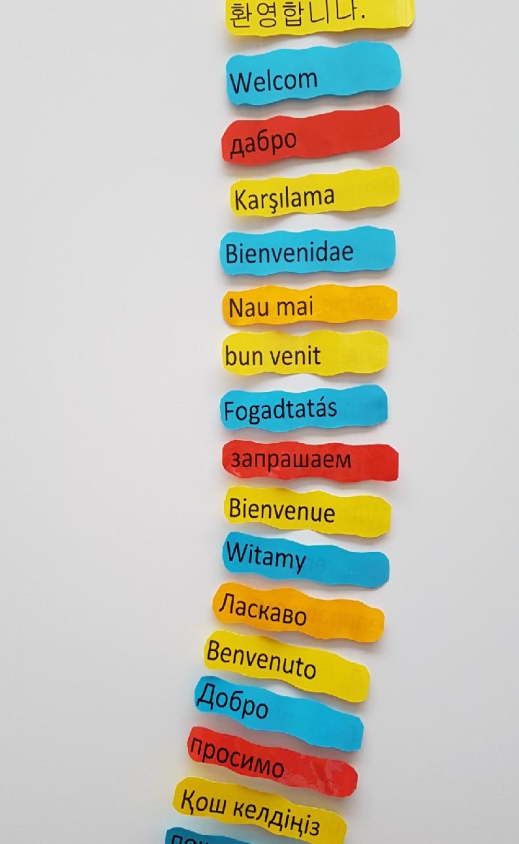 환영합니다.
Welcom
дабро
Karşılama
Bienvenidae
Nau mai
bun venit
Fogadtatás
запрашаем
Bienvenue
Witamy
Ласкаво
Benvenuto
Добро
просимо
Қош келдіңіз